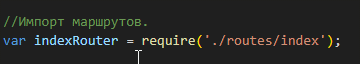 //Импорт маршрутов.
var indexRouter = require('./routes/index');